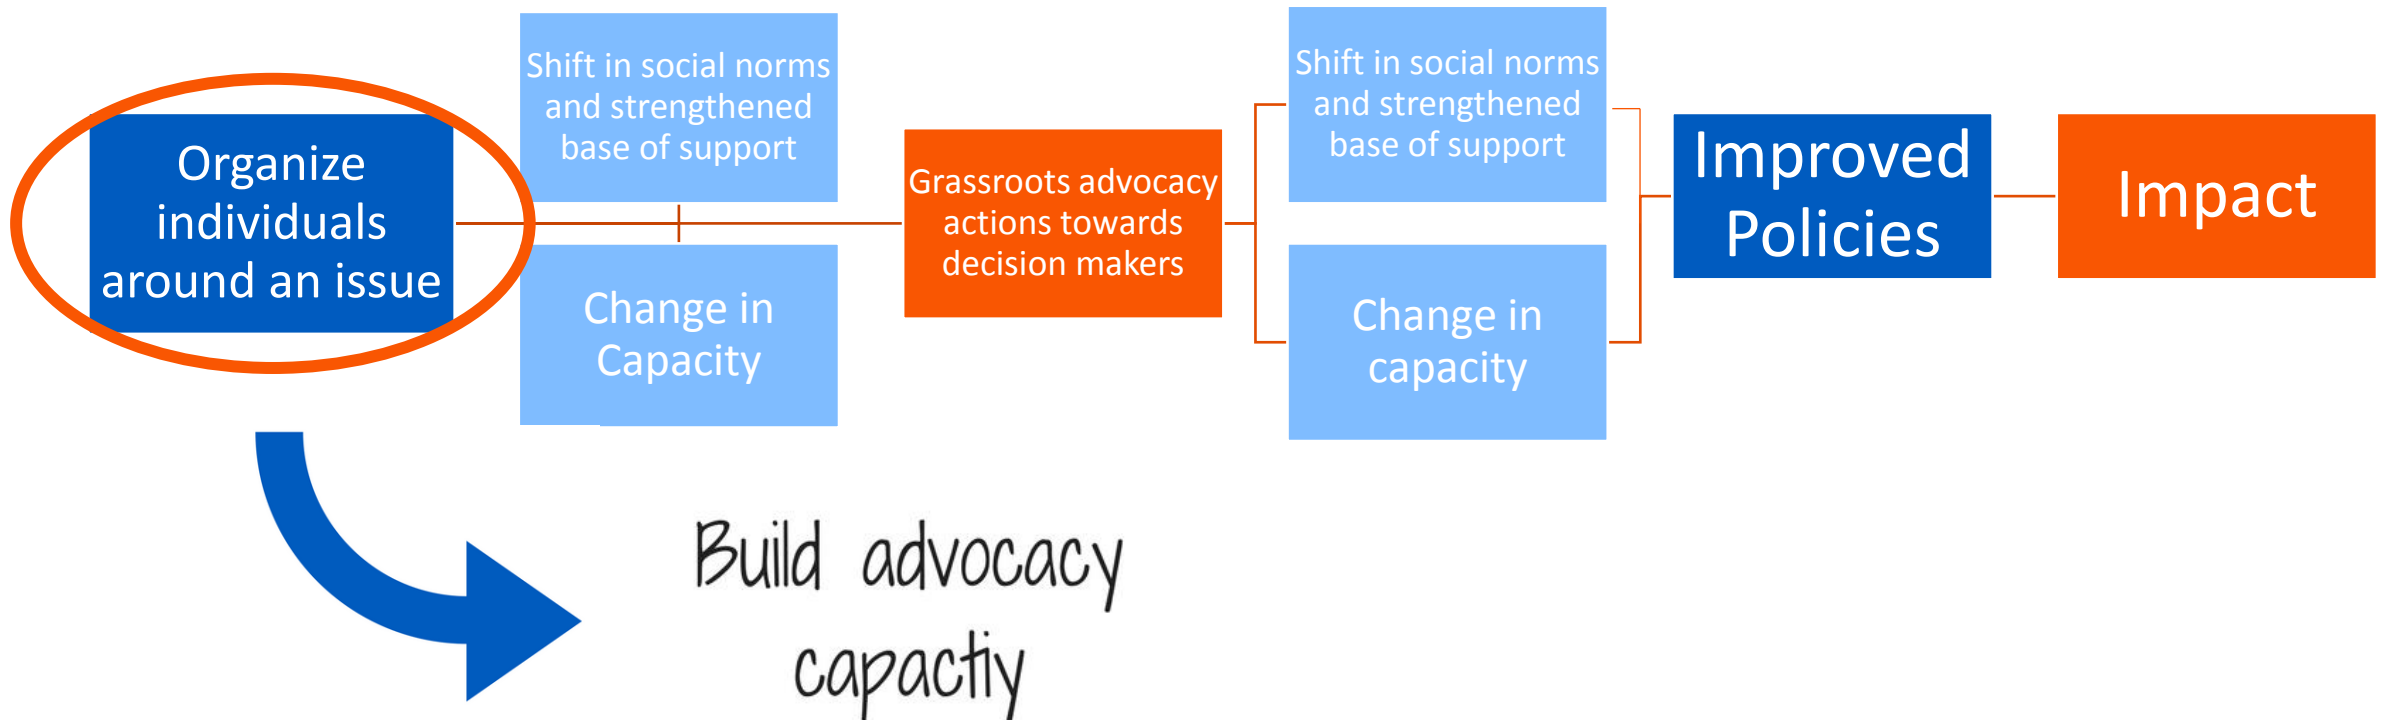 Organize
individuals
around an issue
Shift in social norms
and strengthened
base of support
Change in
Capacity
Grassroots advocacy
actions towards
decision makers
Shift in social norms
and strengthened
base of support
Change in
capacity
Improved
Policies
Impact
Build advocacy
capactiy